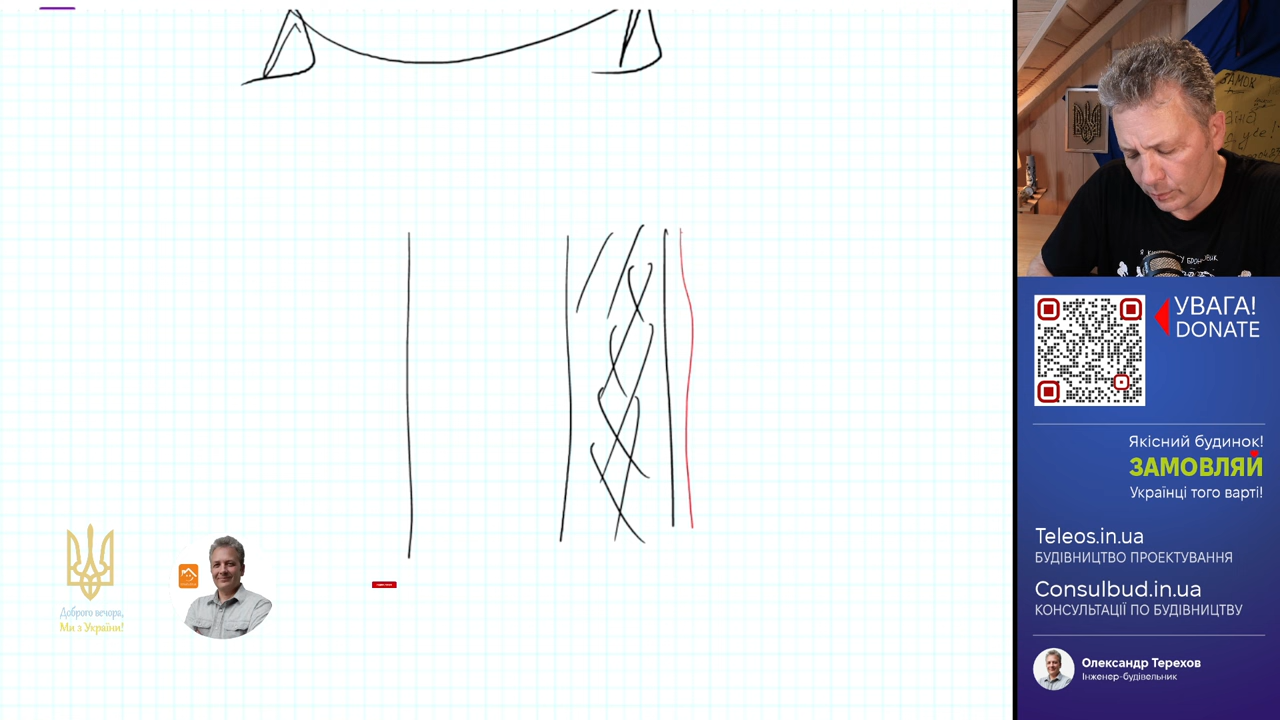 ЗАМОК
УВАГА!
DONATE
Якісний будинок!
ЗАМОВЛЯЙ
Українці того варті!
Teleos.in.ua
БУДІВНИЦТВО ПРОЕКТУВАННЯ
Consulbud.in.ua
КОНСУЛЬТАЦІЇ ПО БУДІВНИЦТВУ
Олександр Терехов
Інженер-будівельник
Доброго вечора,
Ми з України!